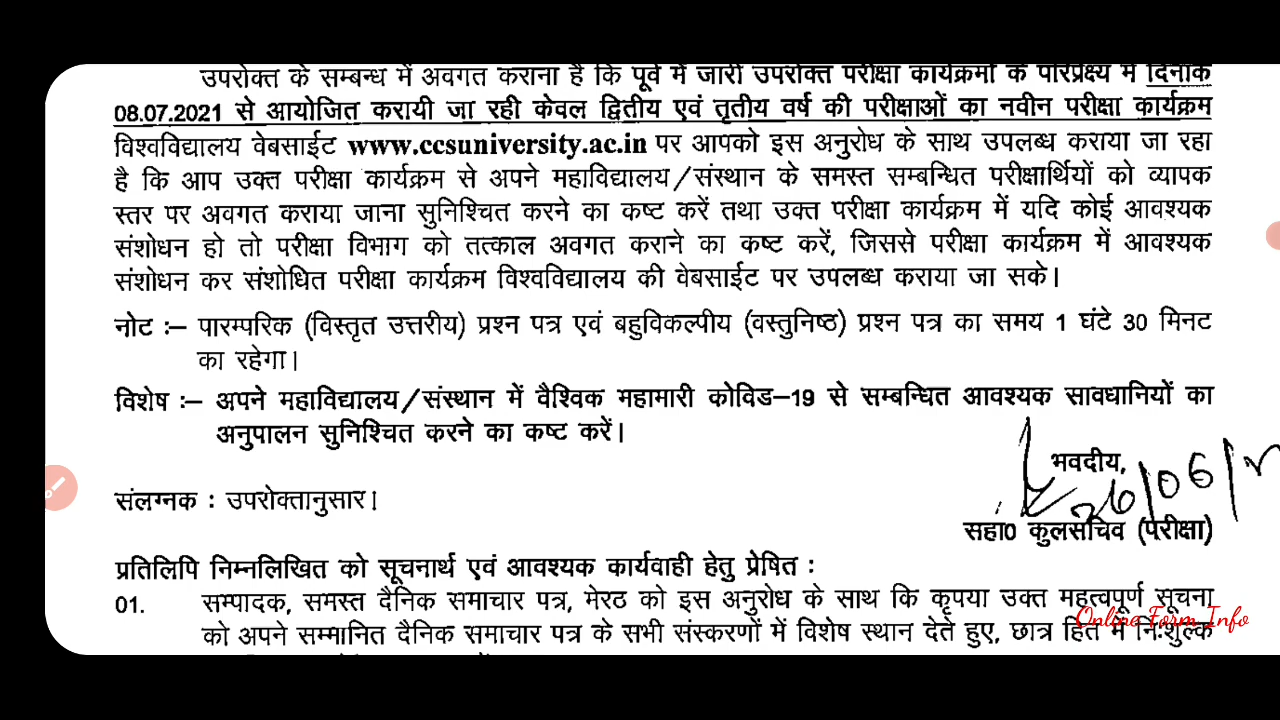 उपरोक्त के सम्बन्ध में अवगत कराना है कि पूर्व में जारी उपरोक्त परीक्षा कार्यक्रमों के परिप्रेक्ष्य में दिनांक
08.07.2021 से आयोजित करायी जा रही केवल द्वितीय एवं तृतीय वर्ष की परीक्षाओं का नवीन परीक्षा कार्यक्रम
विश्वविद्यालय वेबसाईट www.ccsuniversity.ac.in पर आपको इस अनुरोध के साथ उपलब्ध कराया जा रहा
है कि आप उक्त परीक्षा कार्यक्रम से अपने महाविद्यालय/संस्थान के समस्त सम्बन्धित परीक्षार्थियों को व्यापक
स्तर पर अवगत कराया जाना सुनिश्चित करने का कष्ट करें तथा उक्त परीक्षा कार्यक्रम में यदि कोई आवश्यक
संशोधन हो तो परीक्षा विभाग को तत्काल अवगत कराने का कष्ट करें, जिससे परीक्षा कार्यक्रम में आवश्यक
संशोधन कर संशोधित परीक्षा कार्यक्रम विश्वविद्यालय की वेबसाईट पर उपलब्ध कराया जा सके।
नोट :– पारम्परिक (विस्तृत उत्तरीय) प्रश्न पत्र एवं बहुविकल्पीय (वस्तुनिष्ठ) प्रश्न पत्र का समय 1 घंटे 30 मिनट
का रहेगा।
विशेष :– अपने महाविद्यालय/संस्थान में वैश्विक महामारी कोविड–19 से सम्बन्धित आवश्यक सावधानियों का
अनुपालन सुनिश्चित करने का कष्ट करें।
भवदीय,
26/06/
संलग्नक : उपरोक्तानुसार।
सहा0 कुलसचिव (परीक्षा)
प्रतिलिपि निम्नलिखित को सूचनार्थ एवं आवश्यक कार्यवाही हेतु प्रेषित :
01. सम्पादक, समस्त दैनिक समाचार पत्र, मेरठ को इस अनुरोध के साथ कि कृपया उक्त महत्वपूर्ण सूचना
को अपने सम्मानित दैनिक समाचार पत्र के सभी संस्करणों में विशेष स्थान देते हुए, छात्र हित में निःशुल्क
Online Form Info